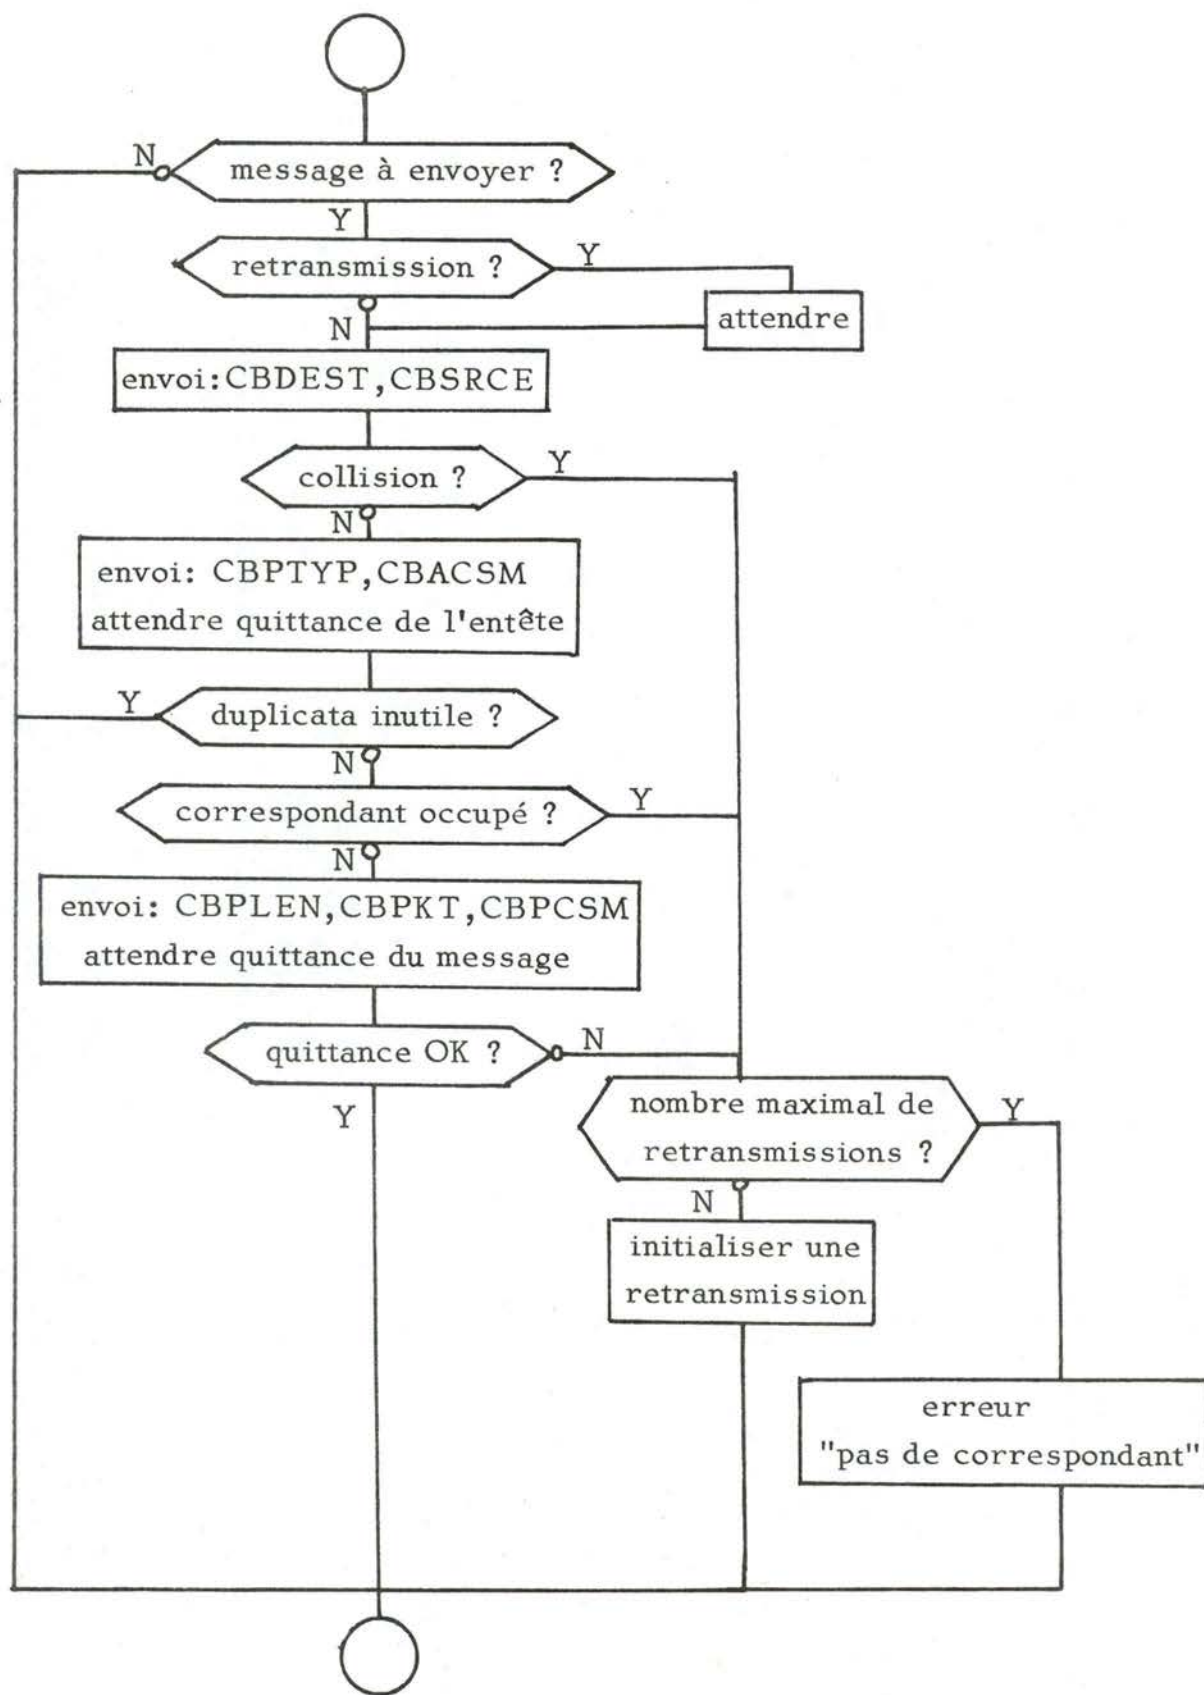 N
message à envoyer ?
Y
retransmission ?
Y
attendre
N
envoi:CBDEST,CBSRCE
collision ?
Y
N
envoi: CBPTYP,CBACSM
attendre quittance de l'entête
Y
duplicata inutile ?
N
correspondant occupé ?
Y
N
envoi: CBPLEN,CBPKT,CBPCSM
attendre quittance du message
quittance OK ?
N
Y
nombre maximal de
retransmissions ?
Y
N
initialiser une
retransmission
erreur
"pas de correspondant"